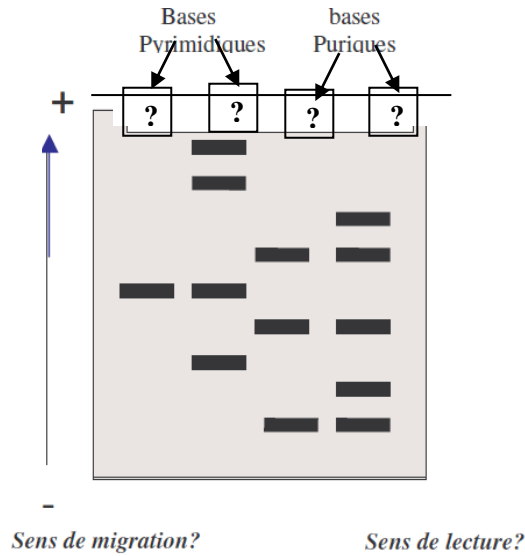 Bases bases
Pyrimidiques Puriques
+
? ? ? ?
-
Sens de migration? Sens de lecture?